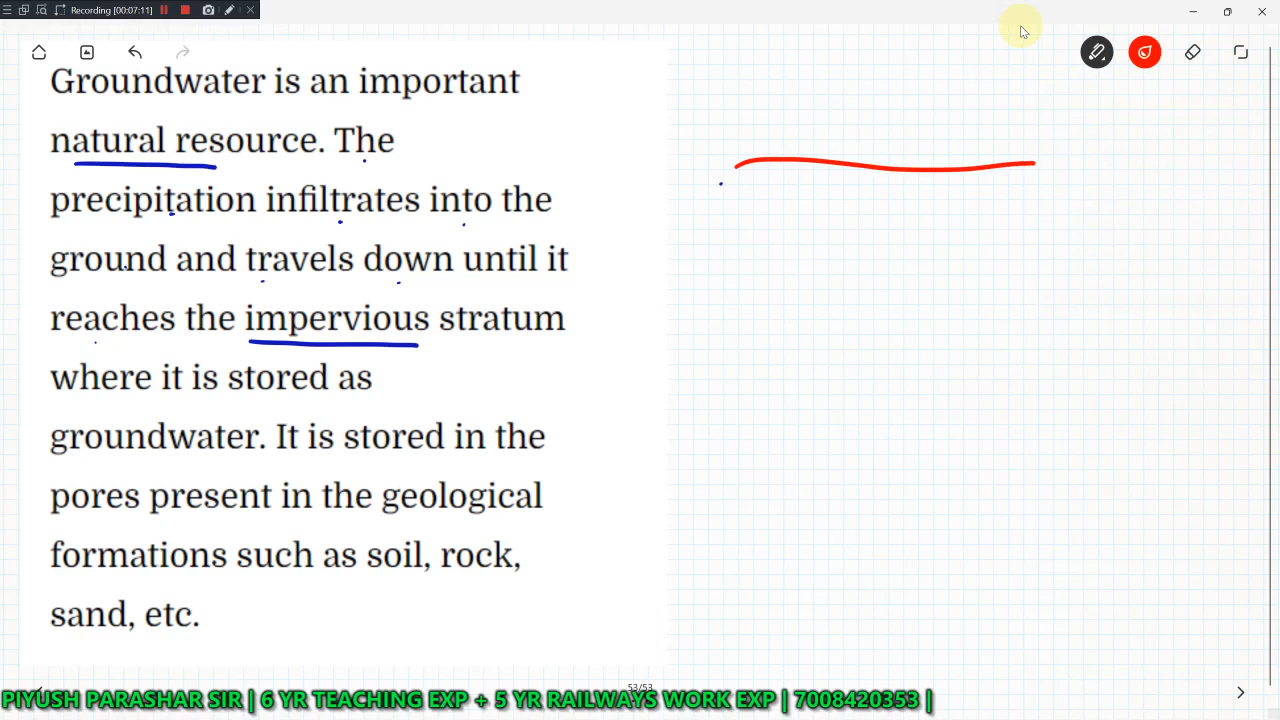 Recording [00:07:11]
Groundwater is an important
natural resource. The
precipitation infiltrates into the
ground and travels down until it
reaches the impervious stratum
where it is stored as
groundwater. It is stored in the
pores present in the geological
formations such as soil, rock,
sand, etc.
53/53
PIYUSH PARASHAR SIR | 6 YR TEACHING EXP + 5 YR RAILWAYS WORK EXP | 7008420353 |